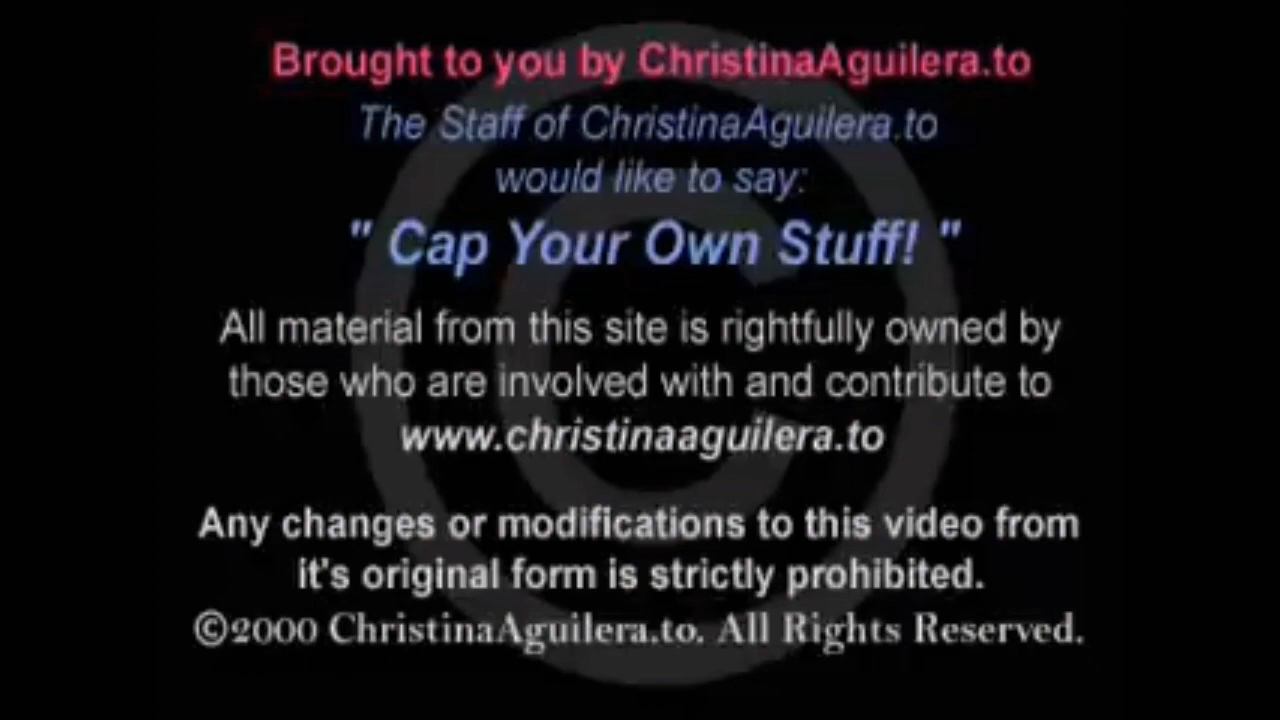 Brought to you by ChristinaAguilera.to
The Staff of ChristinaAguilera.to
would like to say:
" Cap Your Own Stuff! "
All material from this site is rightfully owned by
those who are involved with and contribute to
www.christinaaguilera.to
Any changes or modifications to this video from
it's original form is strictly prohibited.
©2000 ChristinaAguilera.to. All Rights Reserved.